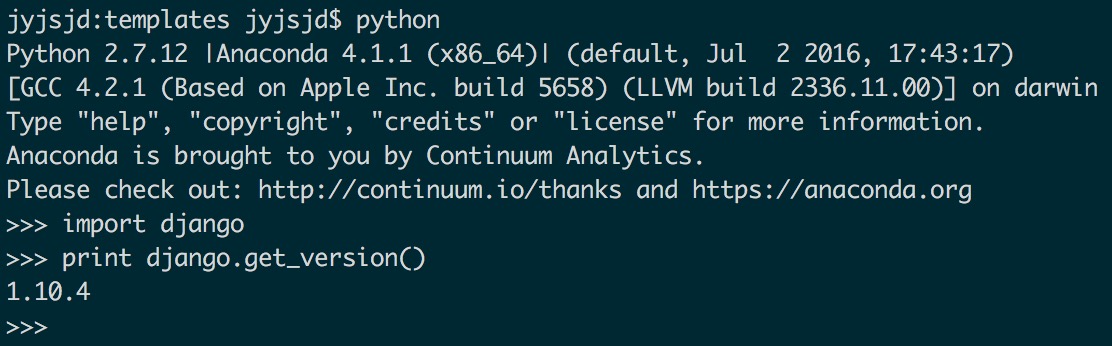 jyjsjd:templates jyjsjd$ python
Python 2.7.12 |Anaconda 4.1.1 (x86_64)| (default, Jul  2 2016, 17:43:17)
[GCC 4.2.1 (Based on Apple Inc. build 5658) (LLVM build 2336.11.00)] on darwin
Type "help", "copyright", "credits" or "license" for more information.
Anaconda is brought to you by Continuum Analytics.
Please check out: http://continuum.io/thanks and https://anaconda.org
>>> import django
>>> print django.get_version()
1.10.4
>>>